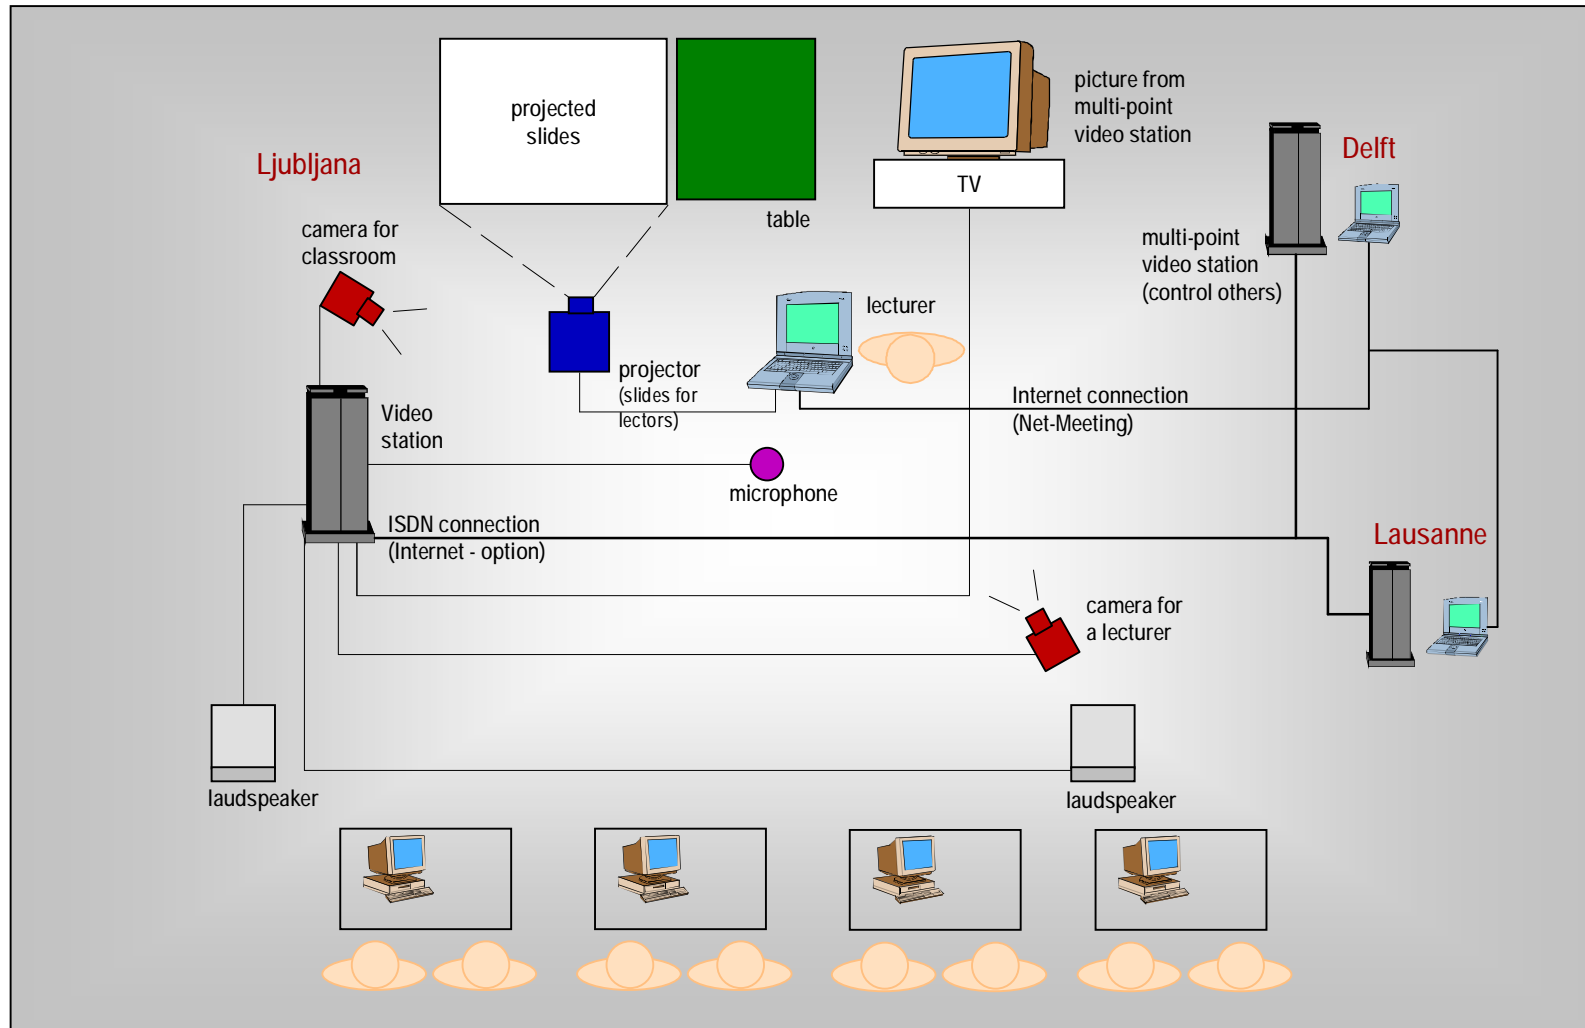 projected
slides
picture from
multi-point
video station
Ljubljana
Delft
TV
table
camera for
classroom
multi-point
video station
(control others)
lecturer
projector
(slides for
lectors)
Internet connection
(Net-Meeting)
Video
station
microphone
ISDN connection
(Internet - option)
Lausanne
camera for
a lecturer
laudspeaker
laudspeaker